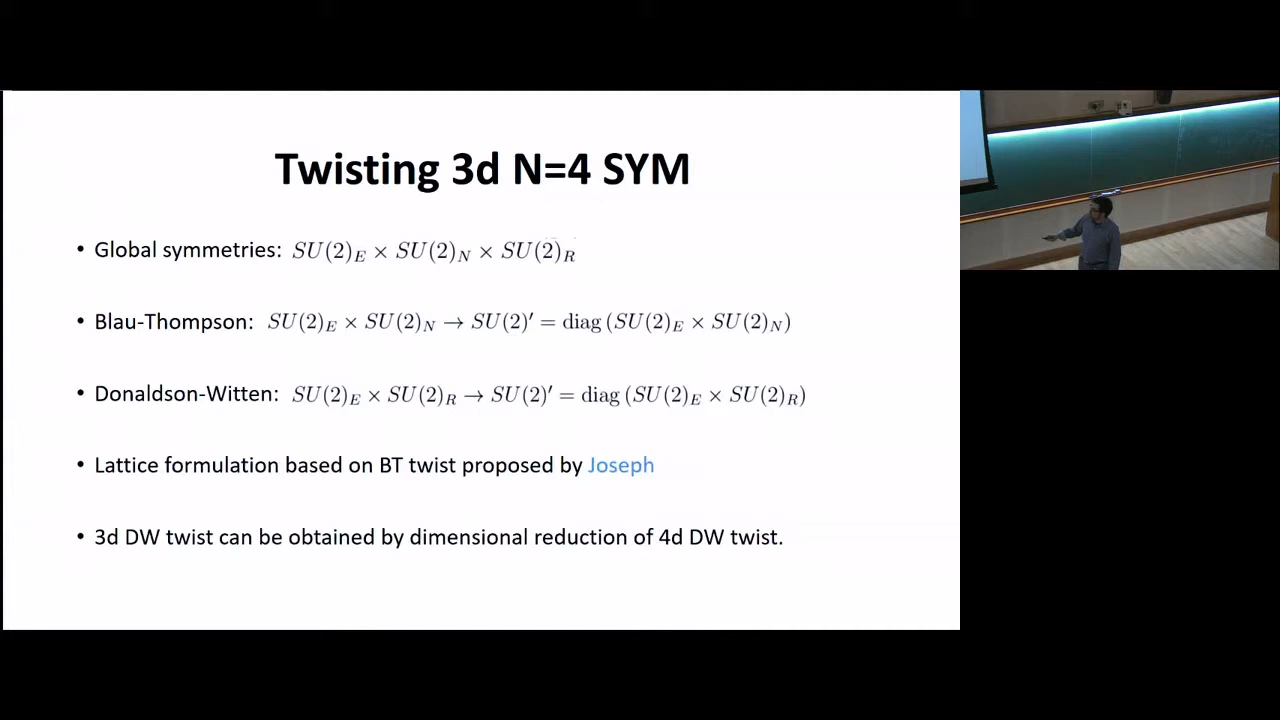 Twisting 3d N=4 SYM
• Global symmetries: SU(2)_E × SU(2)_N × SU(2)_R
• Blau-Thompson: SU(2)_E × SU(2)_N → SU(2)′ = diag (SU(2)_E × SU(2)_N)
• Donaldson-Witten: SU(2)_E × SU(2)_R → SU(2)′ = diag (SU(2)_E × SU(2)_R)
• Lattice formulation based on BT twist proposed by Joseph
• 3d DW twist can be obtained by dimensional reduction of 4d DW twist.